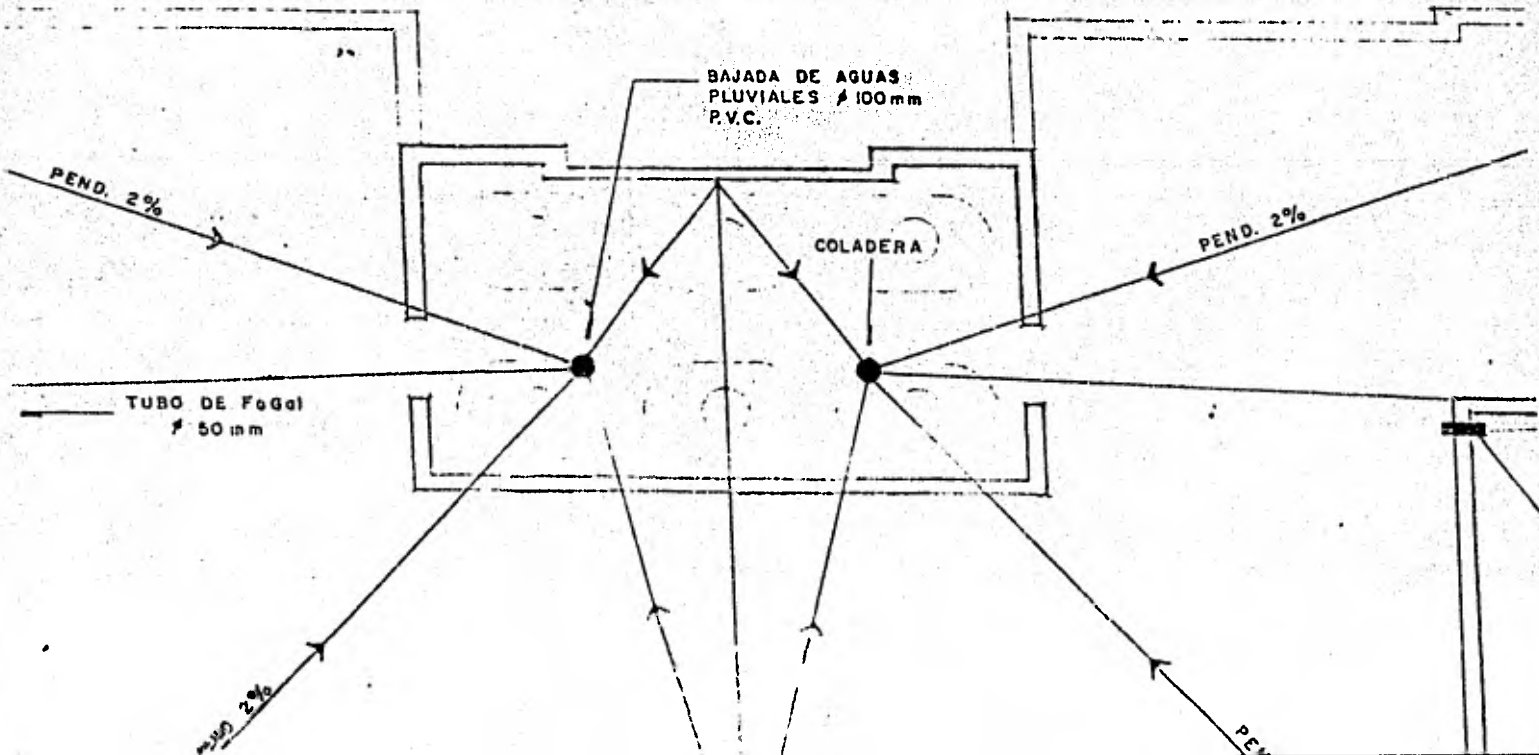 BAJADA DE AGUAS
PLUVIALES ø 100 mm
P.V.C.
PEND. 2%
PEND. 2%
COLADERA
TUBO DE FoGal
ø 50 mm
2%